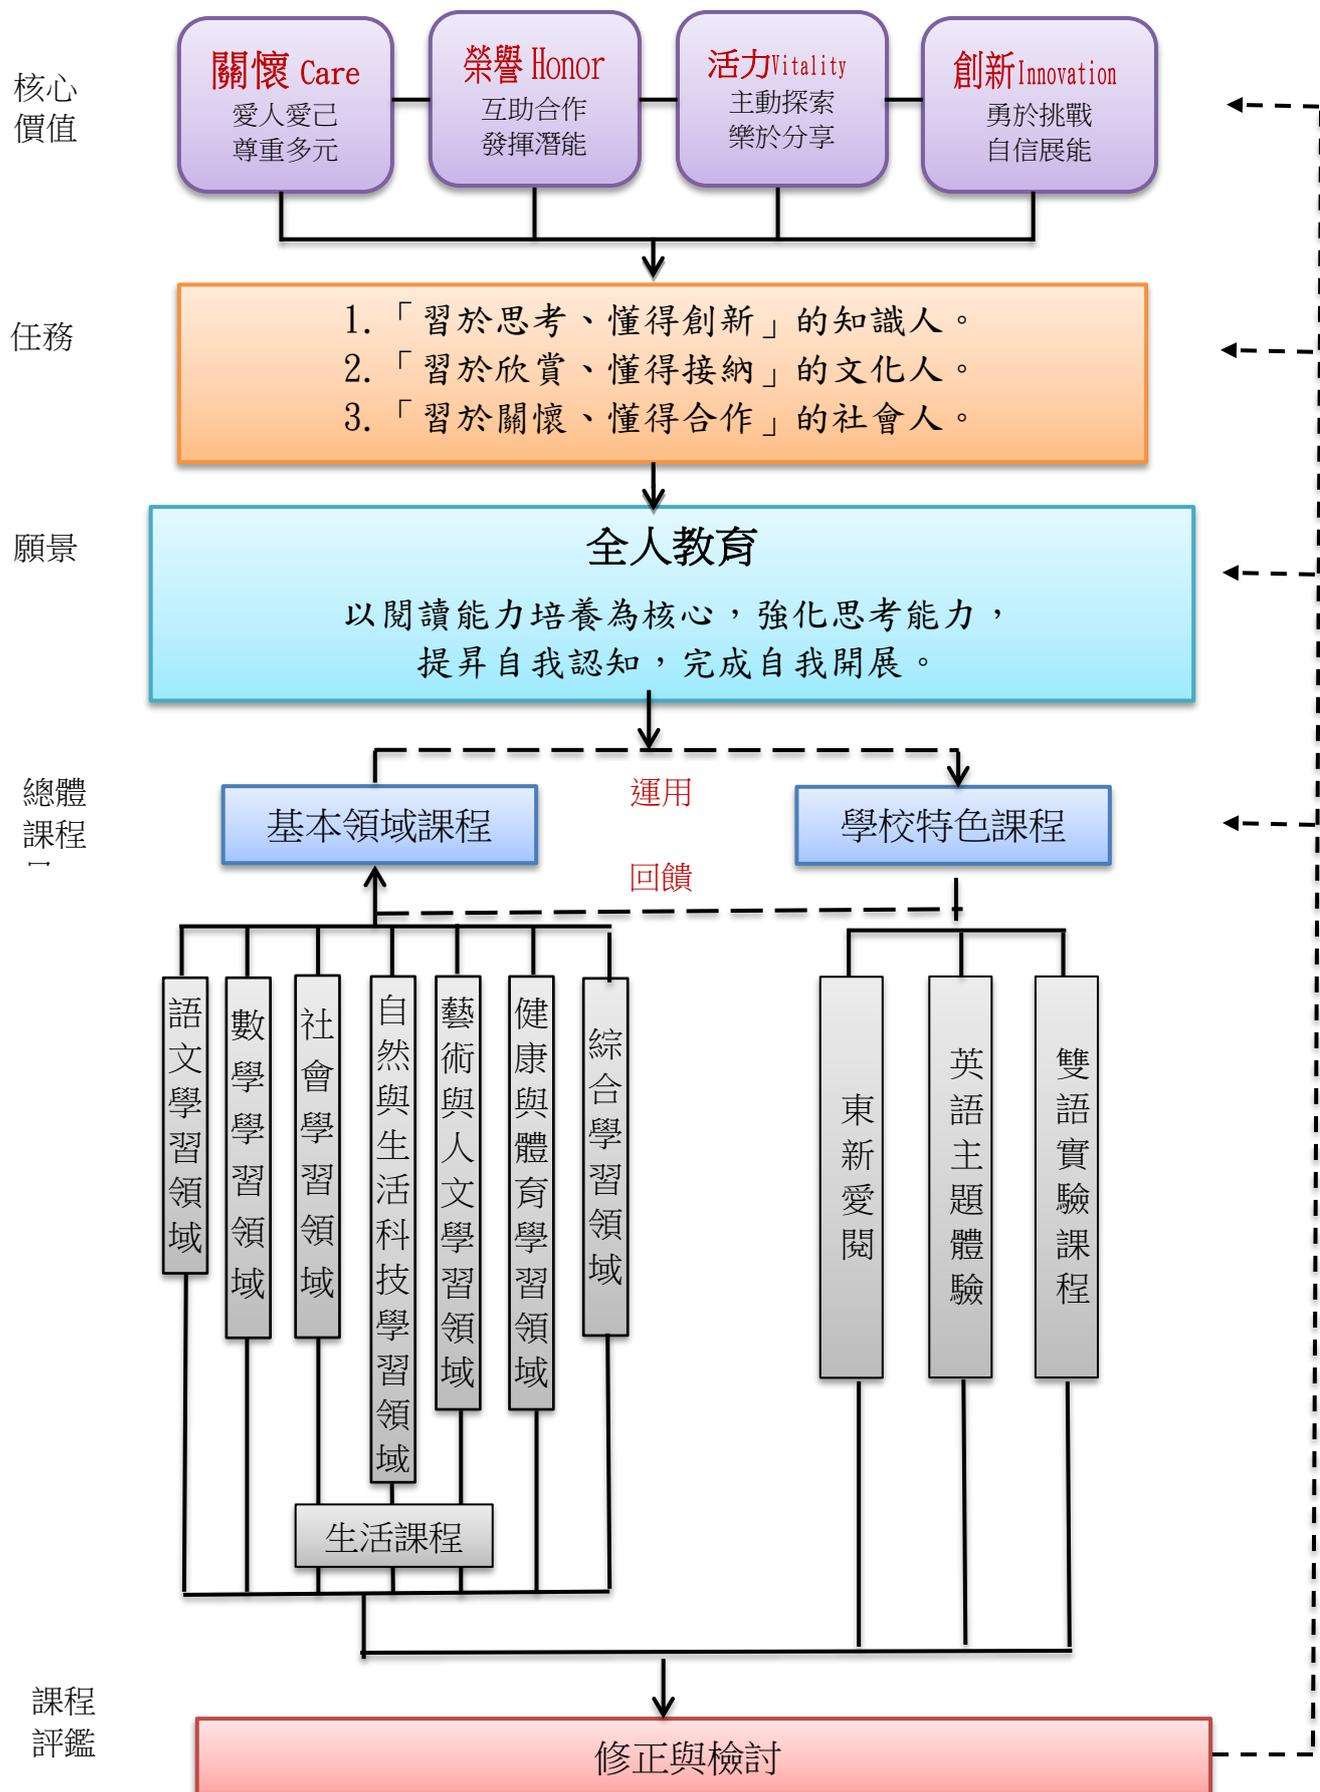 核心
價值
關懷 Care
愛人愛己
尊重多元
榮譽 Honor
互助合作
發揮潛能
活力Vitality
主動探索
樂於分享
創新Innovation
勇於挑戰
自信展能
任務
1.「習於思考、懂得創新」的知識人。
2.「習於欣賞、懂得接納」的文化人。
3.「習於關懷、懂得合作」的社會人。
願景
全人教育
以閱讀能力培養為核心，強化思考能力，
提昇自我認知，完成自我開展。
總體
課程
基本領域課程
運用
學校特色課程
回饋
語文學習領域
數學學習領域
社會學習領域
自然與生活科技學習領域
藝術與人文學習領域
健康與體育學習領域
綜合學習領域
東新愛閱
英語主題體驗
雙語實驗課程
生活課程
課程
評鑑
修正與檢討